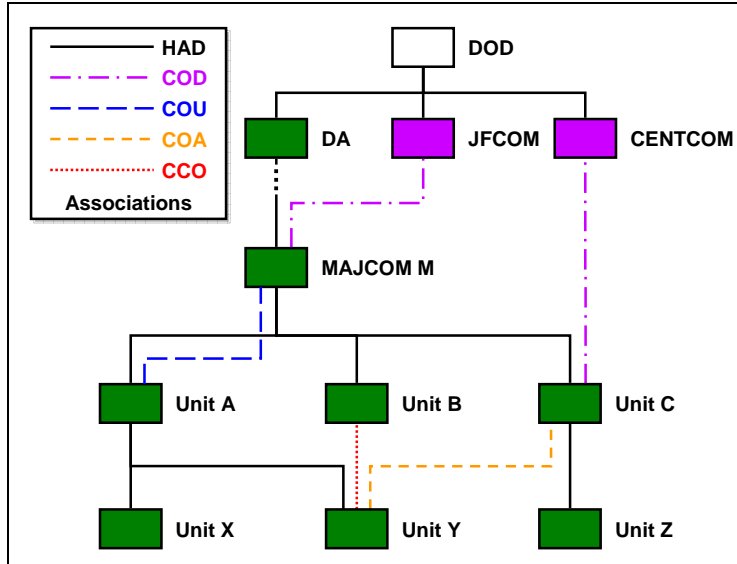 HAD
COD
COU
COA
CCO
Associations
DOD
DA
JFCOM
CENTCOM
MAJCOM M
Unit A
Unit B
Unit C
Unit X
Unit Y
Unit Z